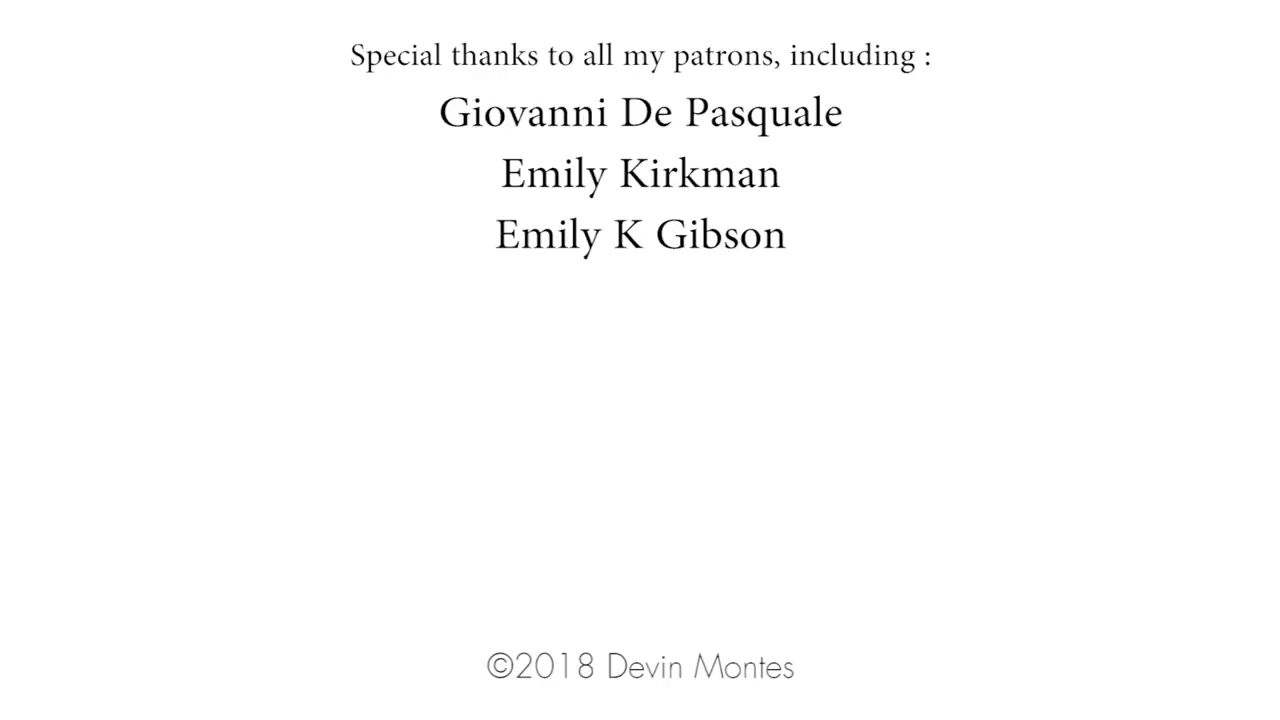 Special thanks to all my patrons, including :
Giovanni De Pasquale
Emily Kirkman
Emily K Gibson
©2018 Devin Montes